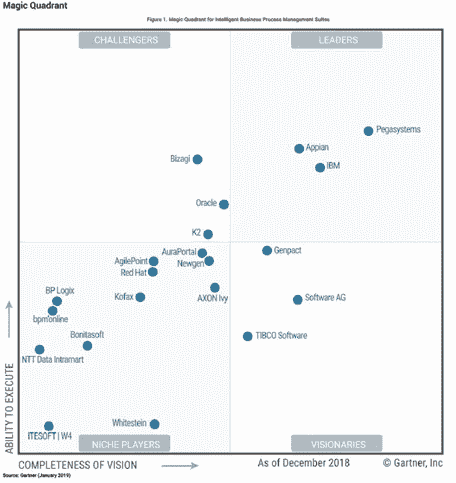 Magic Quadrant
Figure 1. Magic Quadrant for Intelligent Business Process Management Suites
CHALLENGERS
LEADERS
Pegasystems
Appian
Bizagi
IBM
Oracle
K2
AuraPortal
Genpact
AgilePoint
Newgen
Red Hat
BP Logix
Kofax
AXON Ivy
Software AG
bpm'online
Bonitasoft
TIBCO Software
NTT Data Intramart
Whitestein
ITESOFT | W4
NICHE PLAYERS
VISIONARIES
ABILITY TO EXECUTE
COMPLETENESS OF VISION
As of December 2018
© Gartner, Inc
Source: Gartner (January 2019)